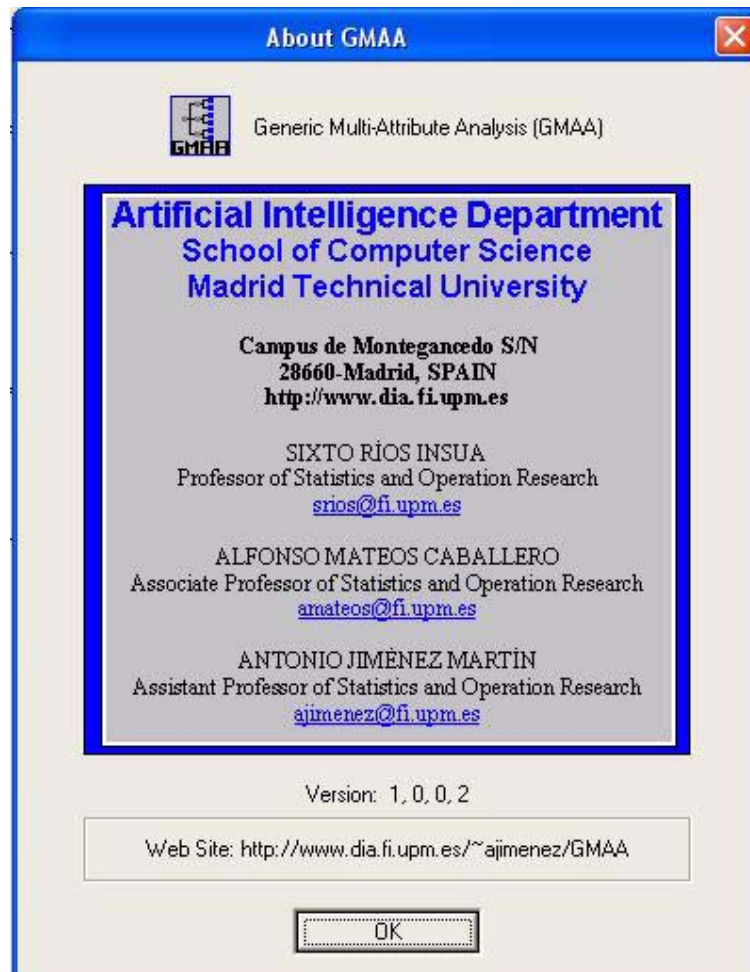 About GMAA
GMAA
Generic Multi-Attribute Analysis (GMAA)
Artificial Intelligence Department
School of Computer Science
Madrid Technical University
Campus de Montegancedo S/N
28660-Madrid, SPAIN
http://www.dia.fi.upm.es
SIXTO RÍOS INSUA
Professor of Statistics and Operation Research
srios@fi.upm.es
ALFONSO MATEOS CABALLERO
Associate Professor of Statistics and Operation Research
amateos@fi.upm.es
ANTONIO JIMÉNEZ MARTÍN
Assistant Professor of Statistics and Operation Research
ajimenez@fi.upm.es
Version: 1, 0, 0, 2
Web Site: http://www.dia.fi.upm.es/~ajimenez/GMAA
OK